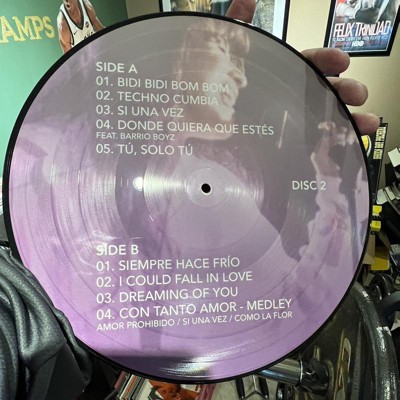 AMPS
FELIX TRINIDAD
HBO
SIDE A
01. BIDI BIDI BOM BOM
02. TECHNO CUMBIA
03. SI UNA VEZ
04. DONDE QUIERA QUE ESTÉS
FEAT. BARRIO BOYZ
05. TÚ, SOLO TÚ
DISC 2
SIDE B
01. SIEMPRE HACE FRÍO
02. I COULD FALL IN LOVE
03. DREAMING OF YOU
04. CON TANTO AMOR - MEDLEY
AMOR PROHIBIDO / SI UNA VEZ / COMO LA FLOR